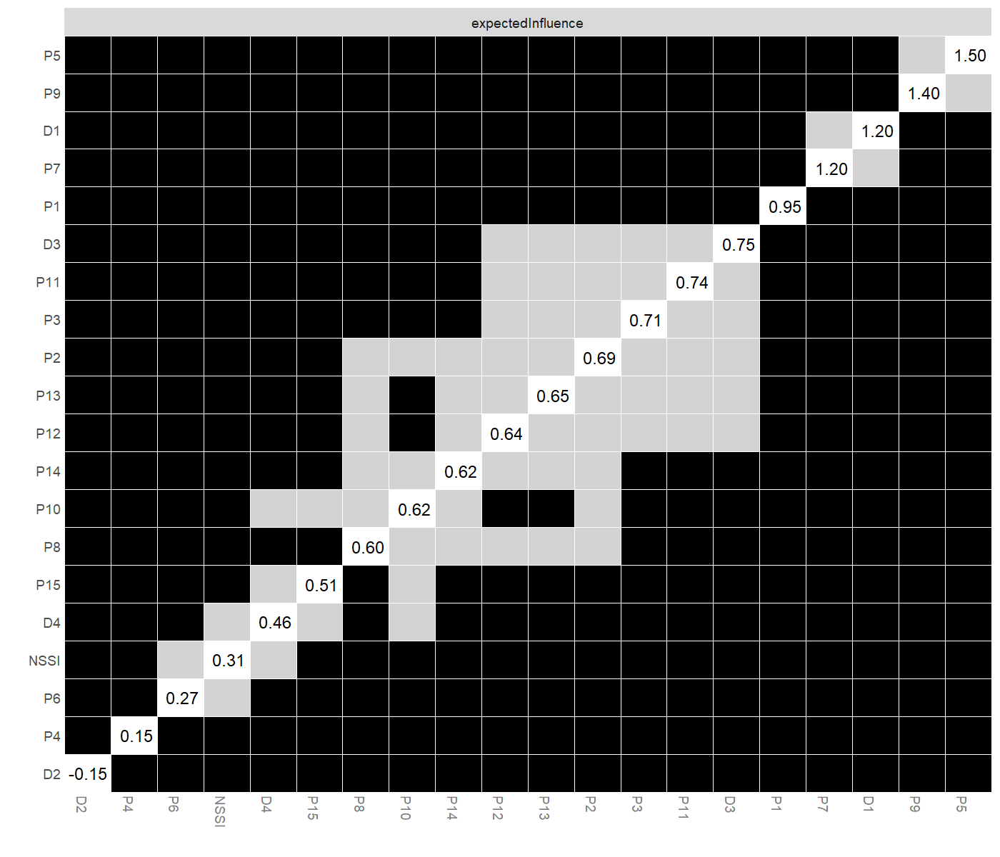 expectedInfluence
P5 1.50
P9 1.40
D1 1.20
P7 1.20
P1 0.95
D3 0.75
P11 0.74
P3 0.71
P2 0.69
P13 0.65
P12 0.64
P14 0.62
P10 0.62
P8 0.60
P15 0.51
D4 0.46
NSSI 0.31
P6 0.27
P4 0.15
D2 -0.15
D2 P4 P6 NSSI D4 P15 P8 P10 P14 P12 P13 P2 P3 P11 D3 P1 P7 D1 P9 P5